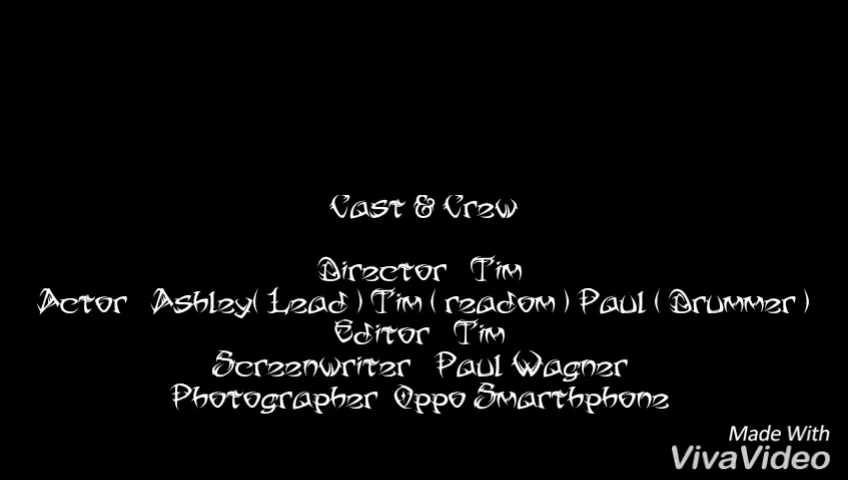 Cast & Crew
Director Tim
Actor Ashley( Lead ) Tim ( readom ) Paul ( Drummer )
Editor Tim
Screenwriter Paul Wagner
Photographer Oppo Smarthphone
Made With
VivaVideo